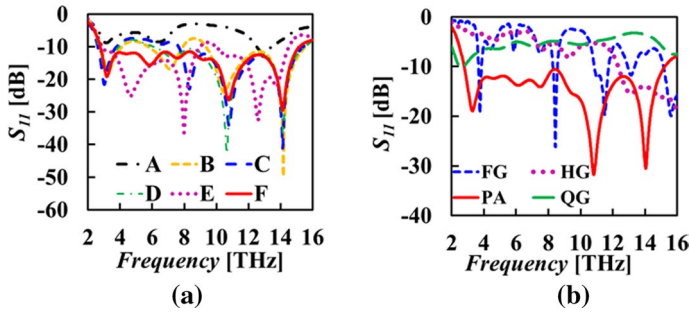 0
-10
-20
-30
-40
-50
-60
S11 [dB]
A B C
D E F
2 4 6 8 10 12 14 16
Frequency [THz]
(a)
0
-10
-20
-30
-40
S11 [dB]
FG HG
PA QG
2 4 6 8 10 12 14 16
Frequency [THz]
(b)